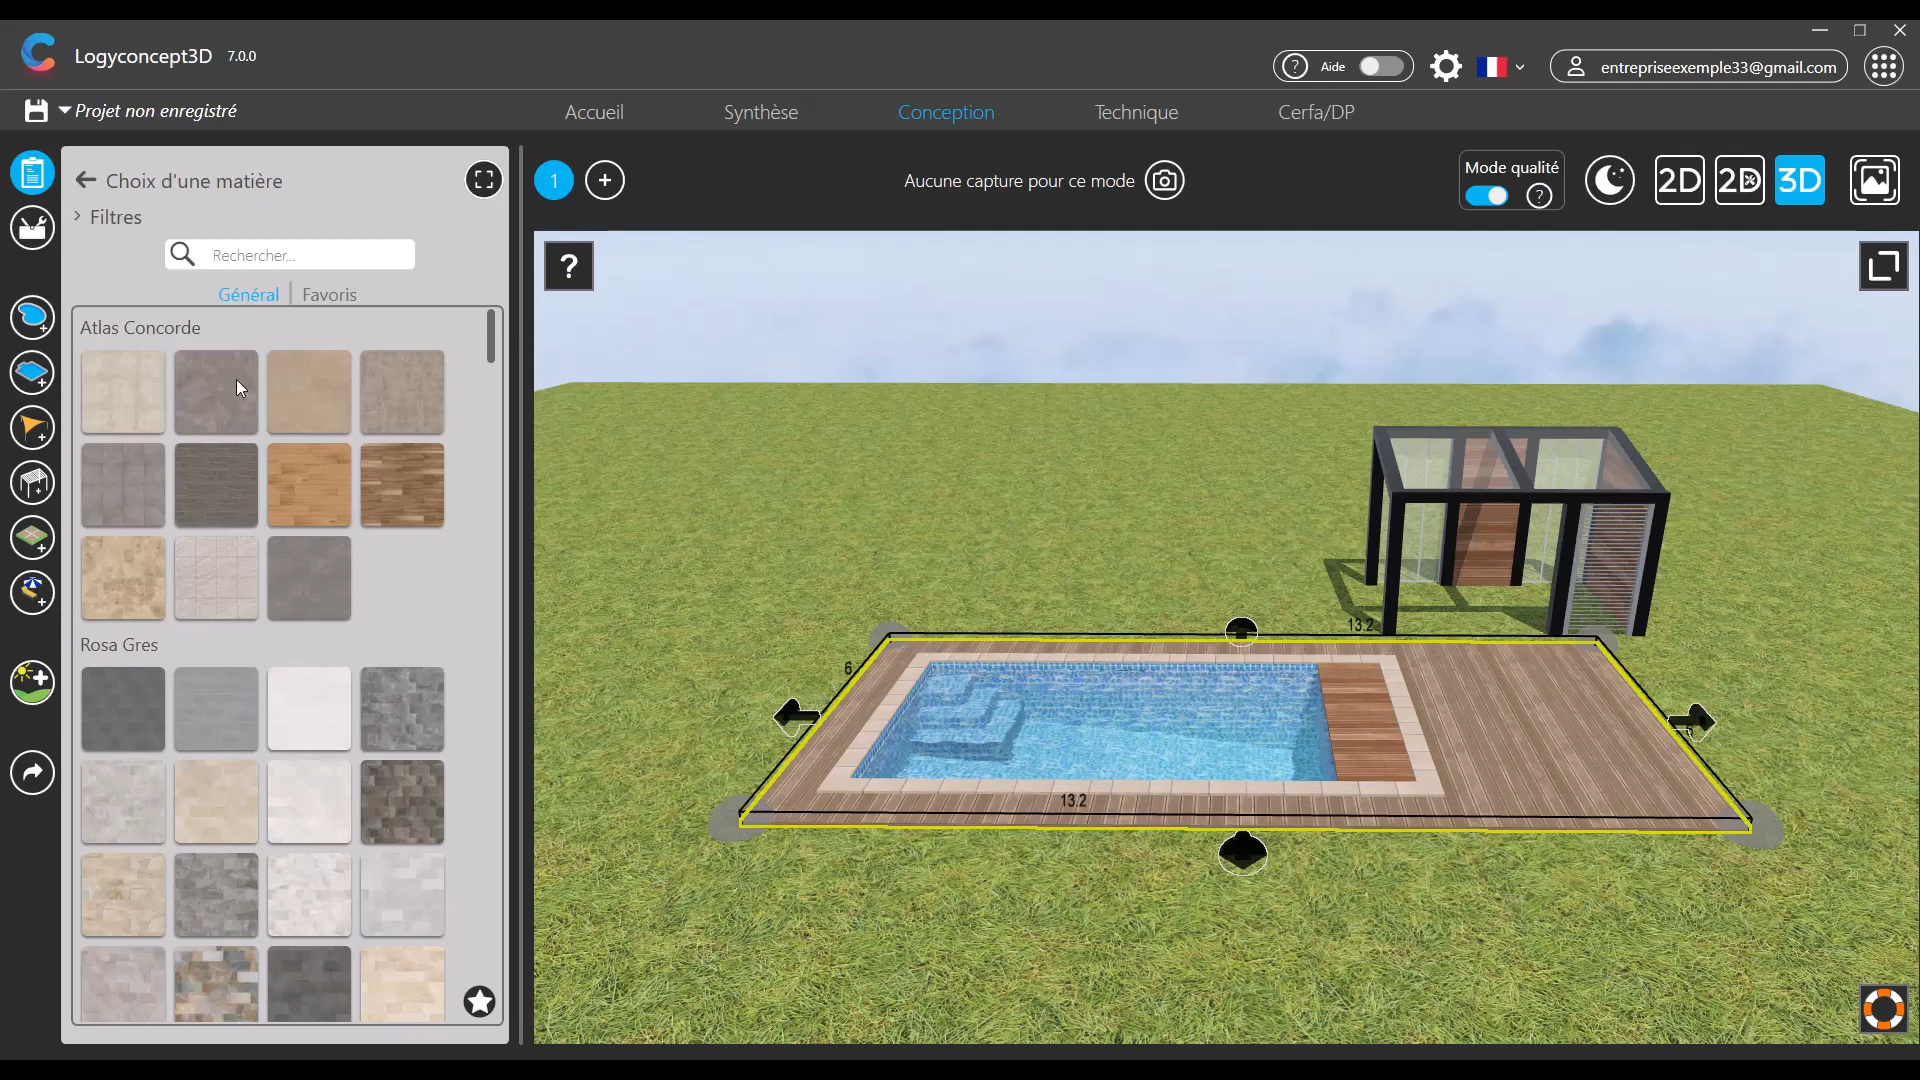 Logyconcept3D 7.0.0
? Aide
entrepriseexemple33@gmail.com
Projet non enregistré
Accueil
Synthèse
Conception
Technique
Cerfa/DP
Choix d'une matière
Filtres
Rechercher...
Général
Favoris
Atlas Concorde
Rosa Gres
1
+
Aucune capture pour ce mode
Mode qualité
?
2D
2D
3D
?
13.2
6
13.2